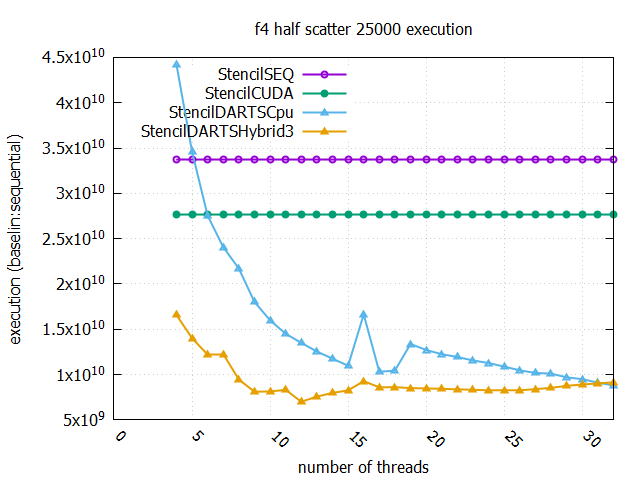 f4 half scatter 25000 execution
4.5x10^10
4x10^10
3.5x10^10
3x10^10
2.5x10^10
2x10^10
1.5x10^10
1x10^10
5x10^9
execution (baselin:sequential)
StencilSEQ
StencilCUDA
StencilDARTSCpu
StencilDARTSHybrid3
0 5 10 15 20 25 30
number of threads